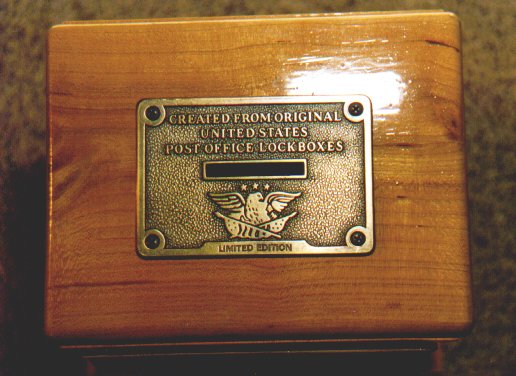 CREATED FROM ORIGINAL
UNITED STATES
POST OFFICE LOCKBOXES
LIMITED EDITION